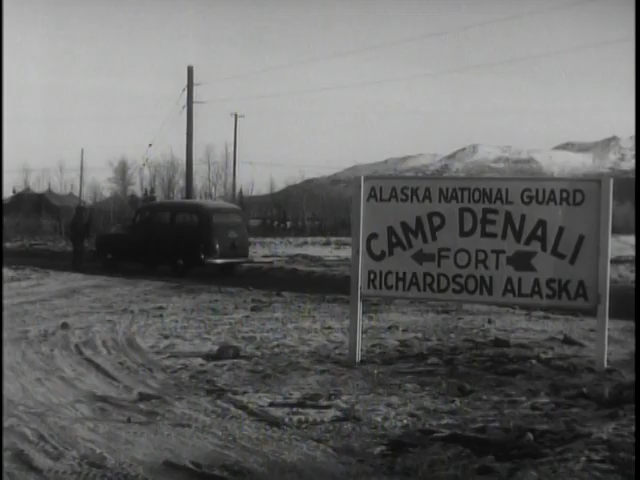 ALASKA NATIONAL GUARD
CAMP DENALI
FORT
RICHARDSON ALASKA